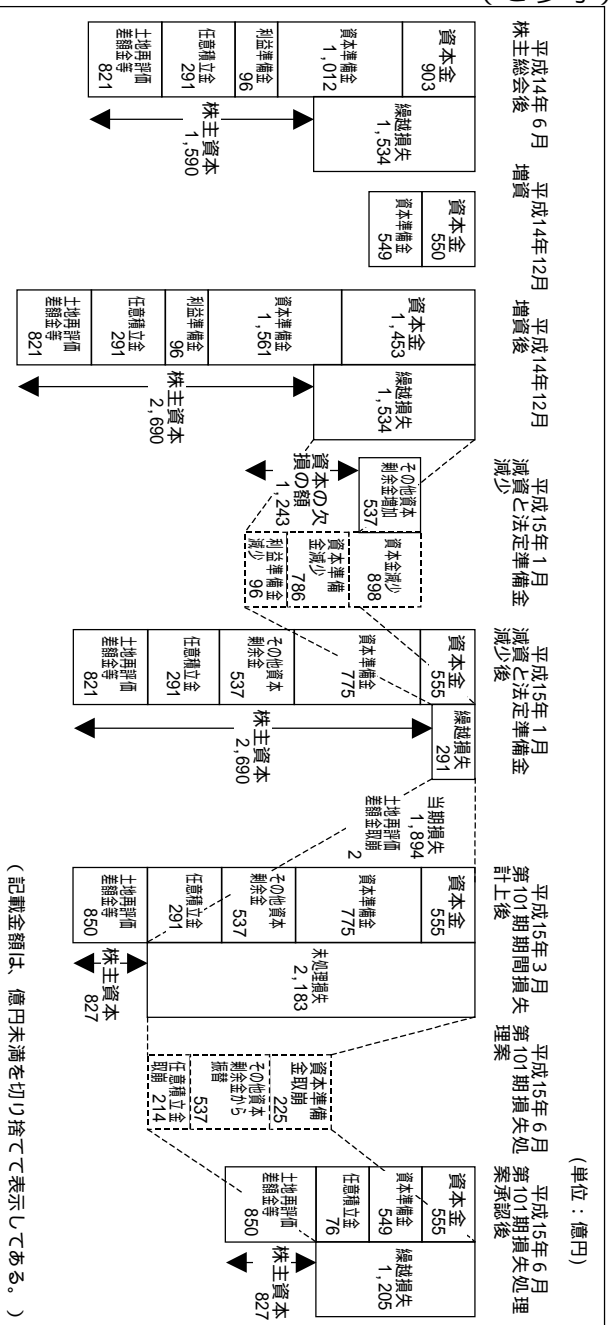 (単位：億円)
平成14年6月
株主総会後
資本金
903
資本準備金
1,012
利益準備金
96
任意積立金
291
土地再評価
差額金等
821
繰越損失
1,534
株主資本
1,590
平成14年12月
増資
資本金
550
資本準備金
549
平成14年12月
増資後
資本金
1,453
資本準備金
1,561
利益準備金
96
任意積立金
291
土地再評価
差額金等
821
繰越損失
1,534
株主資本
2,690
平成15年1月
減資と法定準備金
減少
その他資本
剰余金増加
537
資本の欠
損の額
1,243
資本金減少
898
資本準備
金減少
786
利益準備金
減少
96
平成15年1月
減資と法定準備金
減少後
資本金
555
資本準備金
775
その他資本
剰余金
537
任意積立金
291
土地再評価
差額金等
821
繰越損失
291
株主資本
2,690
当期損失
1,894
土地再評価
差額金取崩
2
平成15年3月
第101期期間損失
計上後
資本金
555
資本準備金
775
その他資本
剰余金
537
任意積立金
291
土地再評価
差額金等
850
未処理損失
2,183
株主資本
827
平成15年6月
第101期損失処
理案
資本準備
金取崩
225
その他資本
剰余金から
振替
537
任意積立金
取崩
214
平成15年6月
第101期損失処理
案承認後
資本金
555
資本準備金
549
任意積立金
76
土地再評価
差額金等
850
繰越損失
1,205
株主資本
827
(記載金額は、億円未満を切り捨てて表示してある。)